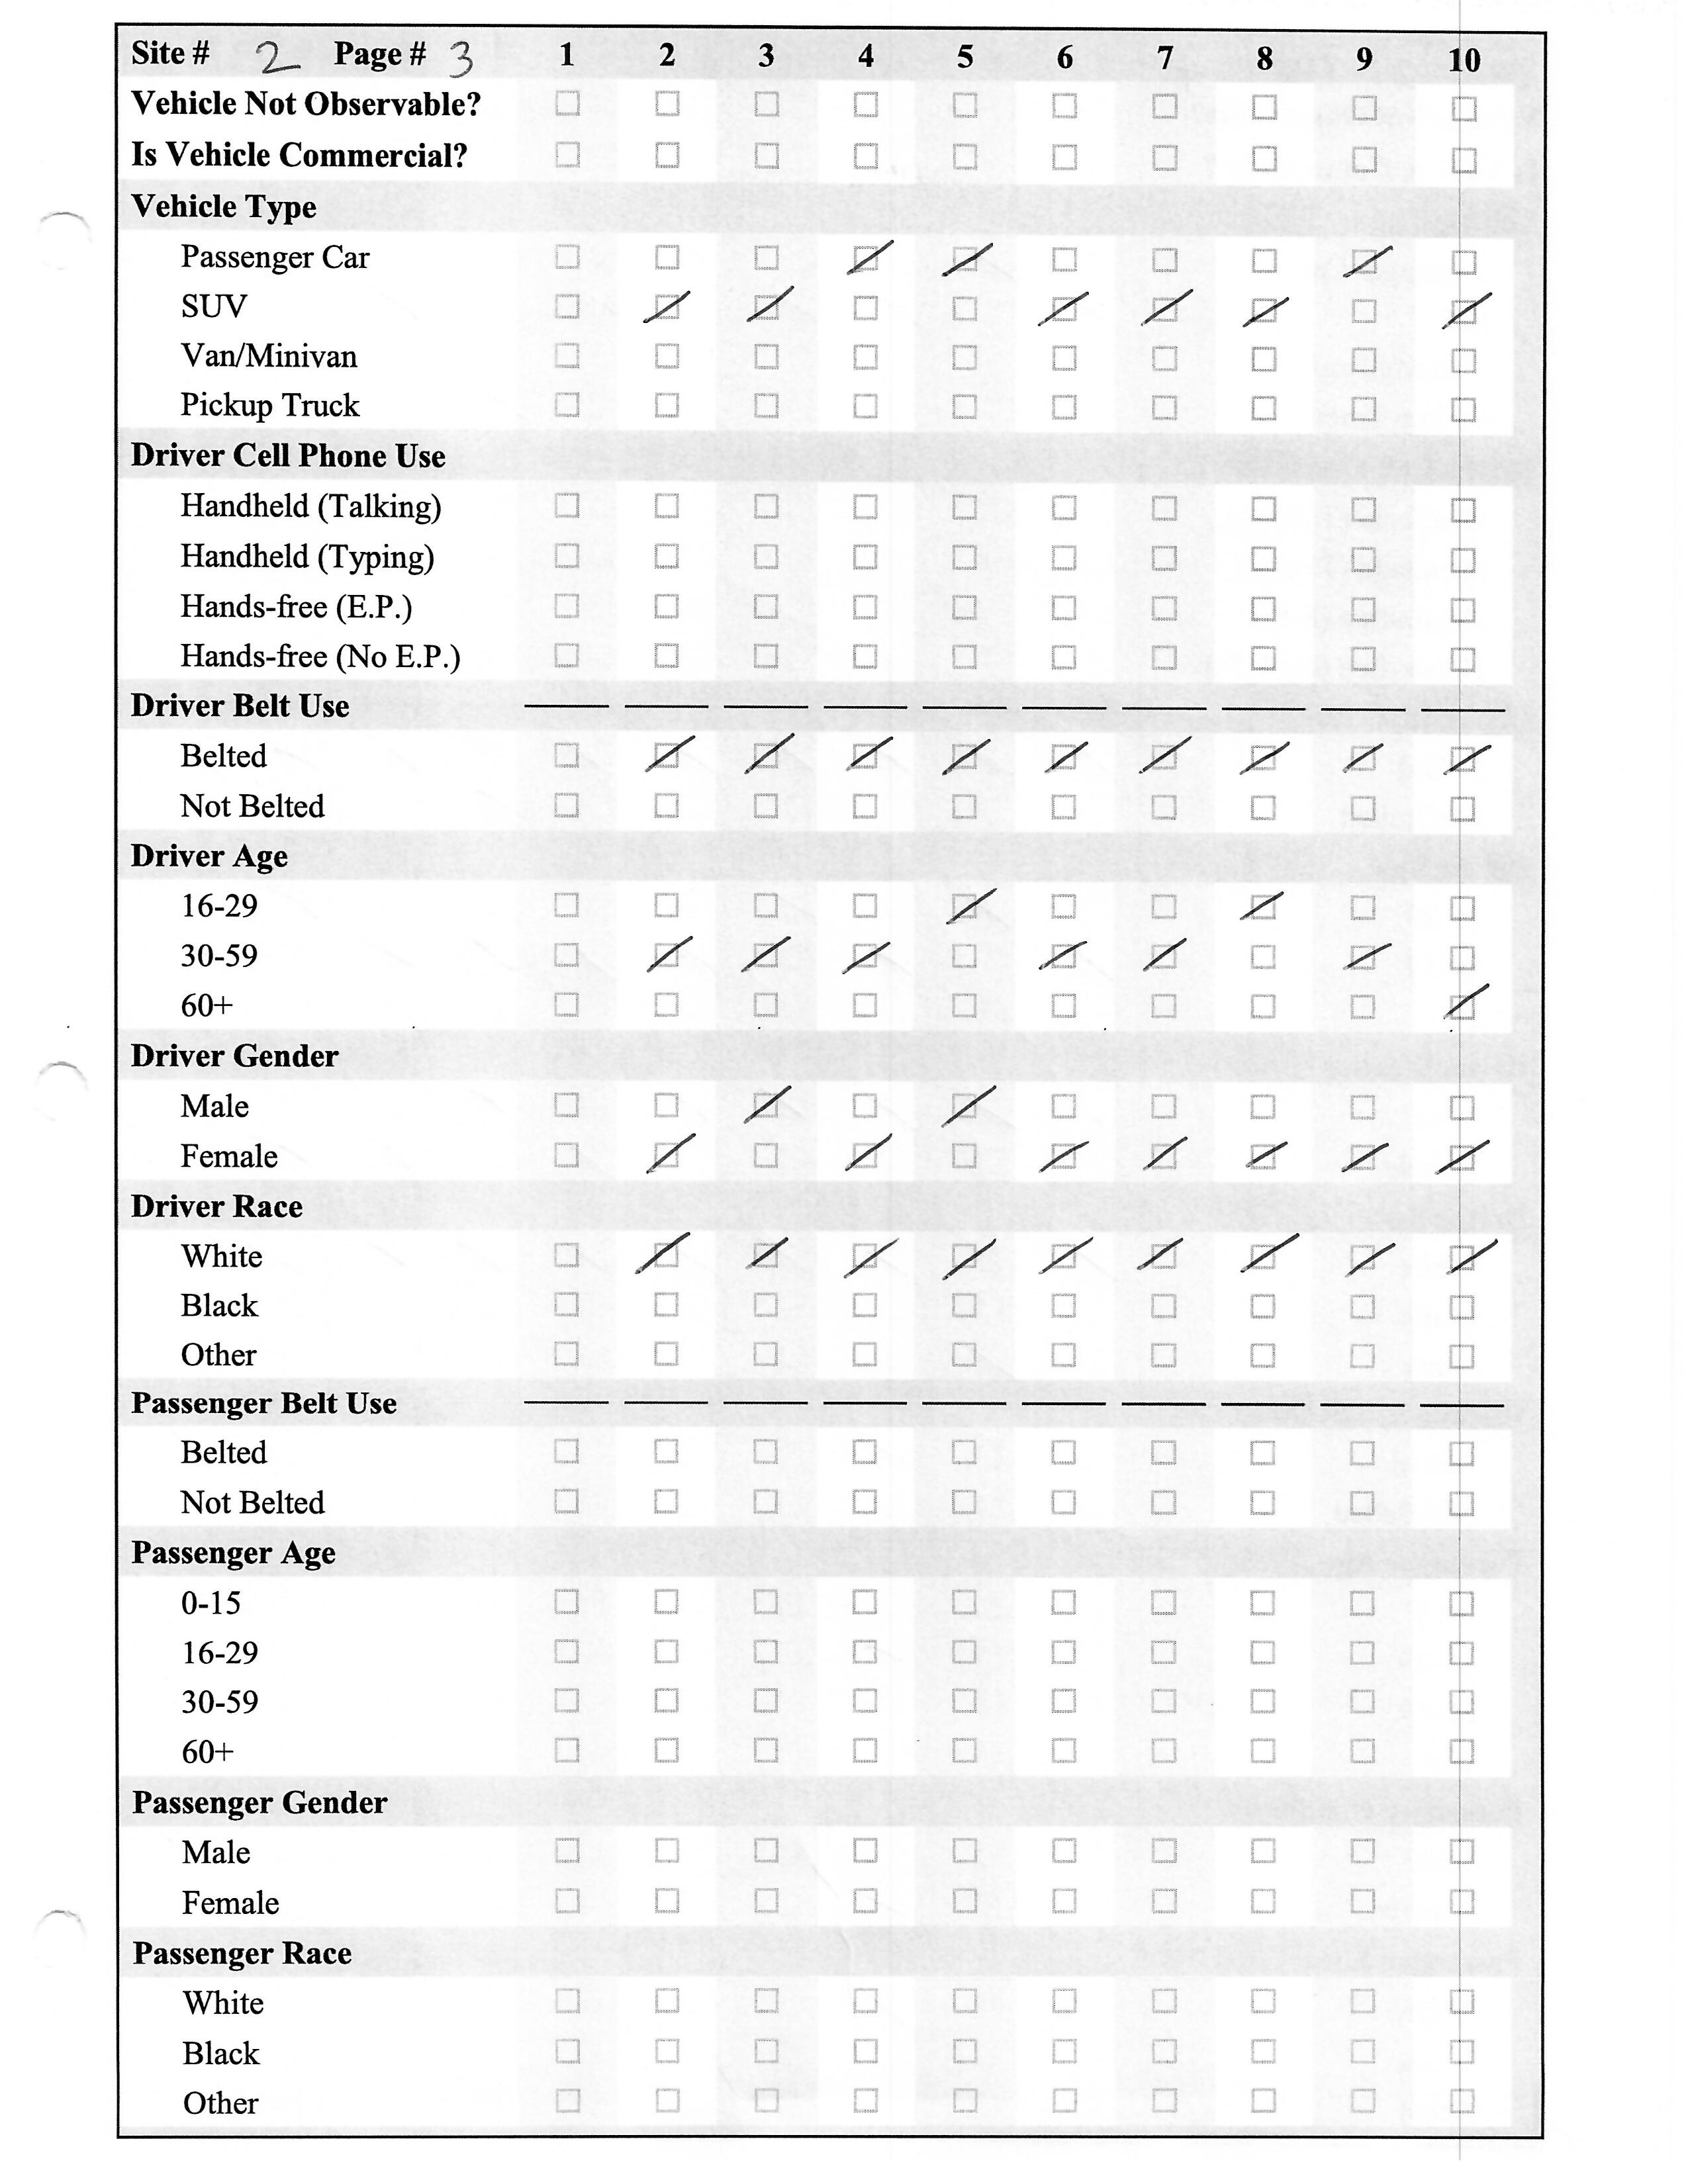 Site # 2 Page # 3 1 2 3 4 5 6 7 8 9 10
Vehicle Not Observable?
Is Vehicle Commercial?
Vehicle Type
Passenger Car
SUV
Van/Minivan
Pickup Truck
Driver Cell Phone Use
Handheld (Talking)
Handheld (Typing)
Hands-free (E.P.)
Hands-free (No E.P.)
Driver Belt Use
Belted
Not Belted
Driver Age
16-29
30-59
60+
Driver Gender
Male
Female
Driver Race
White
Black
Other
Passenger Belt Use
Belted
Not Belted
Passenger Age
0-15
16-29
30-59
60+
Passenger Gender
Male
Female
Passenger Race
White
Black
Other